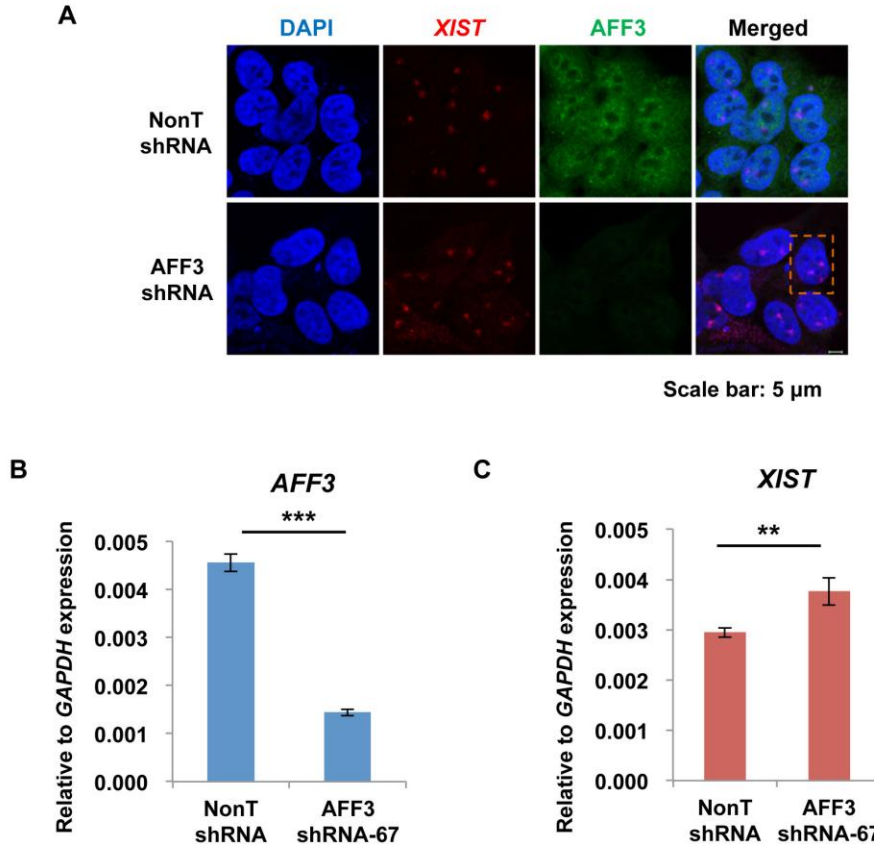 A
DAPI
XIST
AFF3
Merged
NonT
shRNA
AFF3
shRNA
Scale bar: 5 µm
B
AFF3
***
Relative to GAPDH expression
0.005
0.004
0.003
0.002
0.001
0.000
NonT
shRNA
AFF3
shRNA-67
C
XIST
**
Relative to GAPDH expression
0.005
0.004
0.003
0.002
0.001
0.000
NonT
shRNA
AFF3
shRNA-67